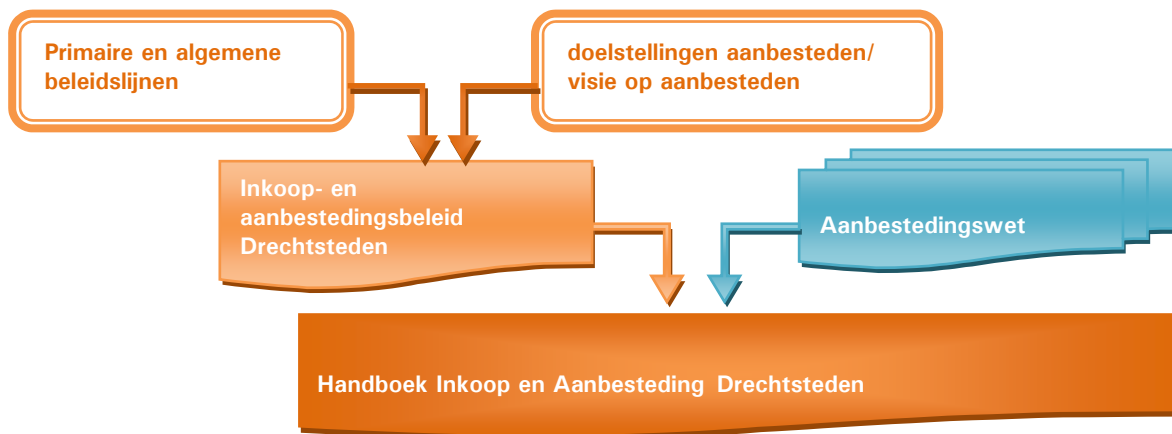 Primaire en algemene
beleidslijnen
doelstellingen aanbesteden/
visie op aanbesteden
Inkoop- en
aanbestedingsbeleid
Drechtsteden
Aanbestedingswet
Handboek Inkoop en Aanbesteding Drechtsteden